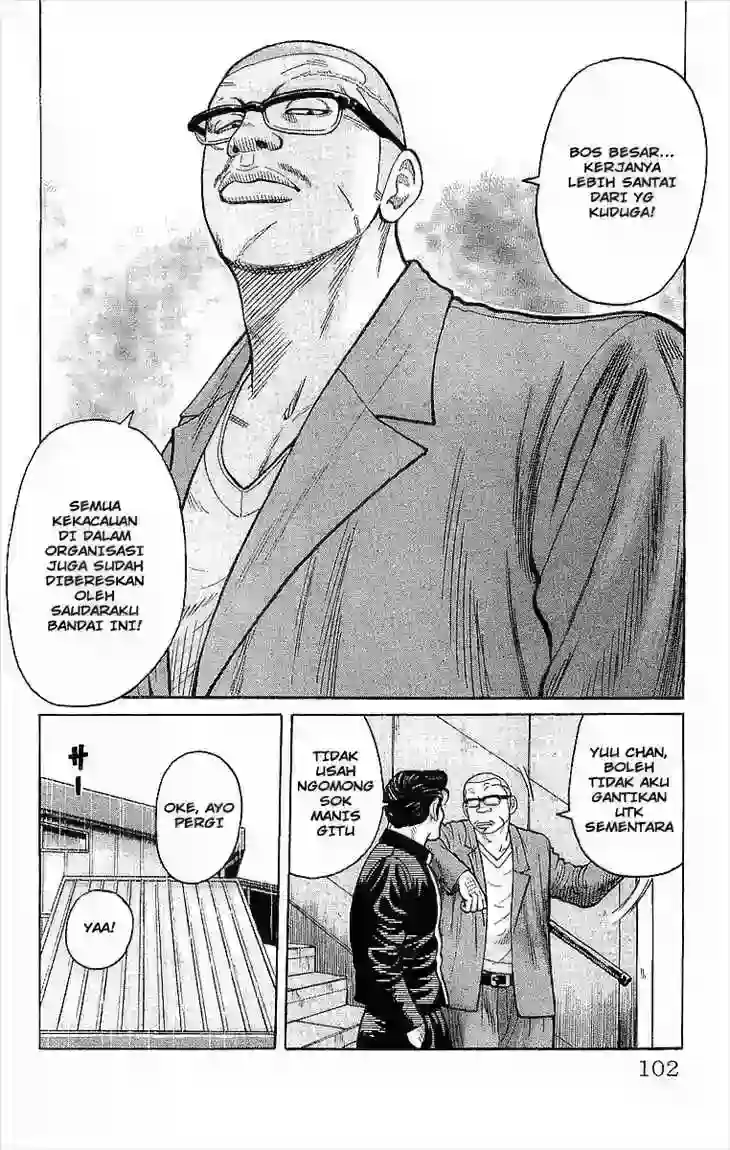 BOS BESAR...
KERJANYA
LEBIH SANTAI
DARI YG
KUDUGA!
SEMUA
KEKACAUAN
DI DALAM
ORGANISASI
JUGA SUDAH
DIBERESKAN
OLEH
SAUDARAKU
BANDAI INI!
YUU CHAN,
BOLEH
TIDAK AKU
GANTIKAN
UTK
SEMENTARA
TIDAK
USAH
NGOMONG
SOK
MANIS
GITU
OKE, AYO
PERGI
YAA!
102